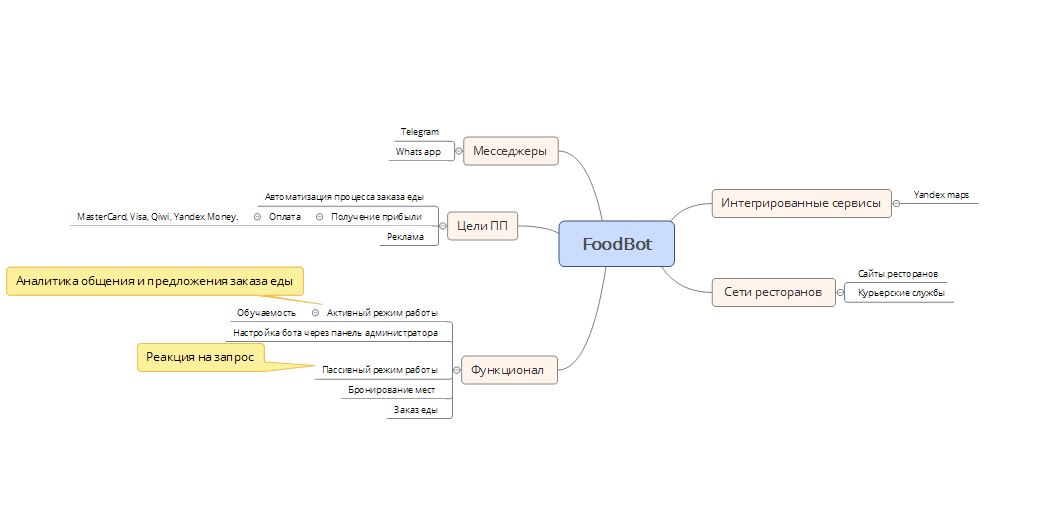 Telegram
Whats app
Месседжеры
Автоматизация процесса заказа еды
MasterCard, Visa, Qiwi, Yandex Money.
Оплата
Получение прибыли
Реклама
Цели ПП
Аналитика общения и предложения заказа еды
Обучаемость
Активный режим работы
Настройка бота через панель администратора
Реакция на запрос
Пассивный режим работы
Бронирование мест
Заказ еды
Функционал
FoodBot
Интегрированные сервисы
Yandex maps
Сети ресторанов
Сайты ресторанов
Курьерские службы